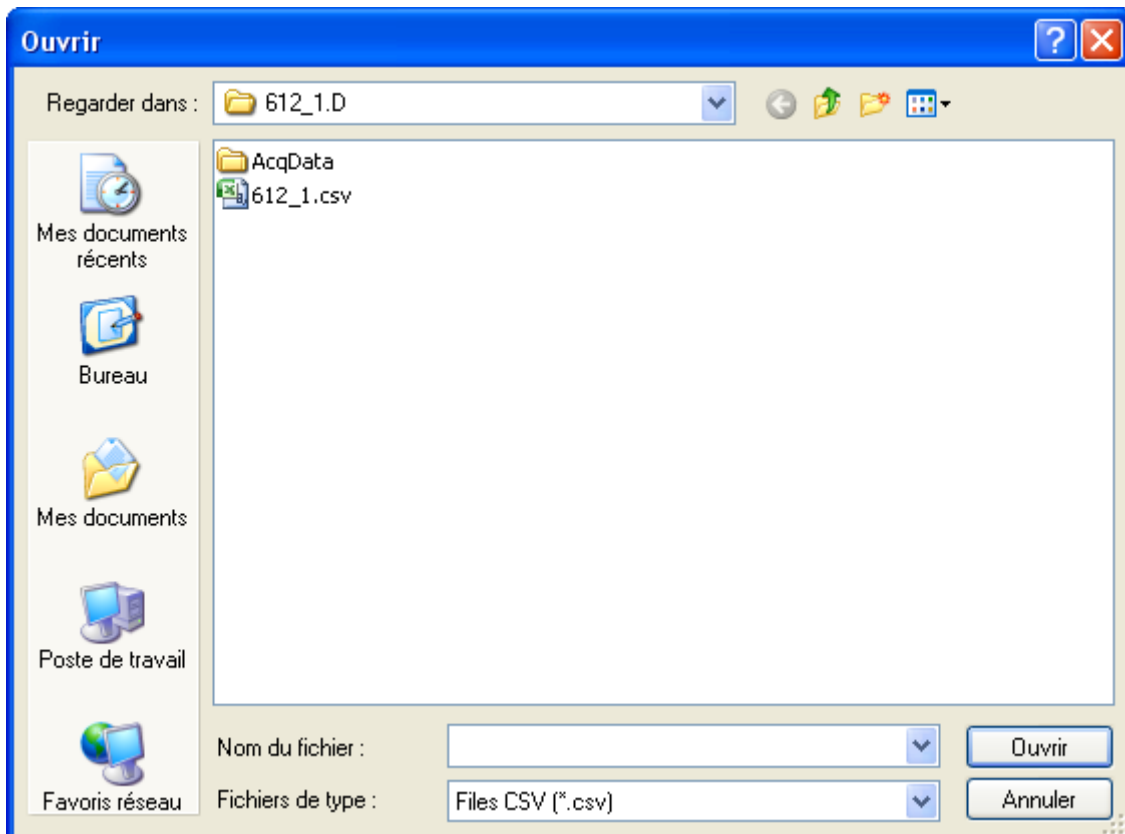 Ouvrir
Regarder dans :
612_1.D
AcqData
612_1.csv
Mes documents
récents
Bureau
Mes documents
Poste de travail
Favoris réseau
Nom du fichier :
Ouvrir
Fichiers de type :
Files CSV (*.csv)
Annuler